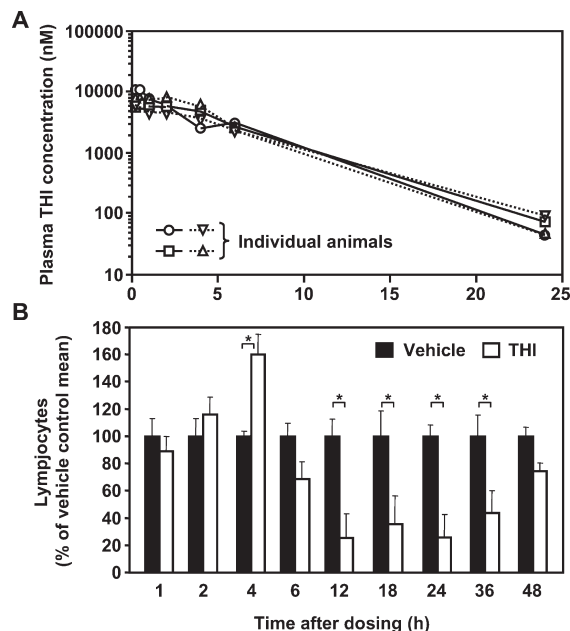 A
Plasma THI concentration (nM)
100000
10000
1000
100
10
Individual animals
0 5 10 15 20 25
B
Lympjocytes
(% of vehicle control mean)
180
160
140
120
100
80
60
40
20
0
Vehicle THI
*
* * * *
1 2 4 6 12 18 24 36 48
Time after dosing (h)